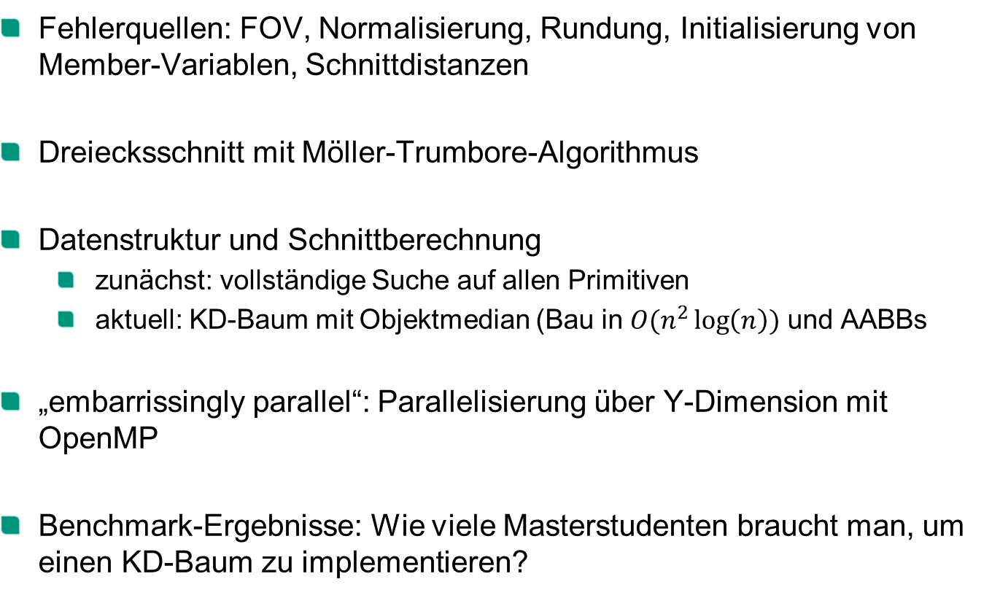 Fehlerquellen: FOV, Normalisierung, Rundung, Initialisierung von
Member-Variablen, Schnittdistanzen
Dreiecksschnitt mit Möller-Trumbore-Algorithmus
Datenstruktur und Schnittberechnung
zunächst: vollständige Suche auf allen Primitiven
aktuell: KD-Baum mit Objektmedian (Bau in O(n² log(n)) und AABBs
„embarrissingly parallel“: Parallelisierung über Y-Dimension mit
OpenMP
Benchmark-Ergebnisse: Wie viele Masterstudenten braucht man, um
einen KD-Baum zu implementieren?